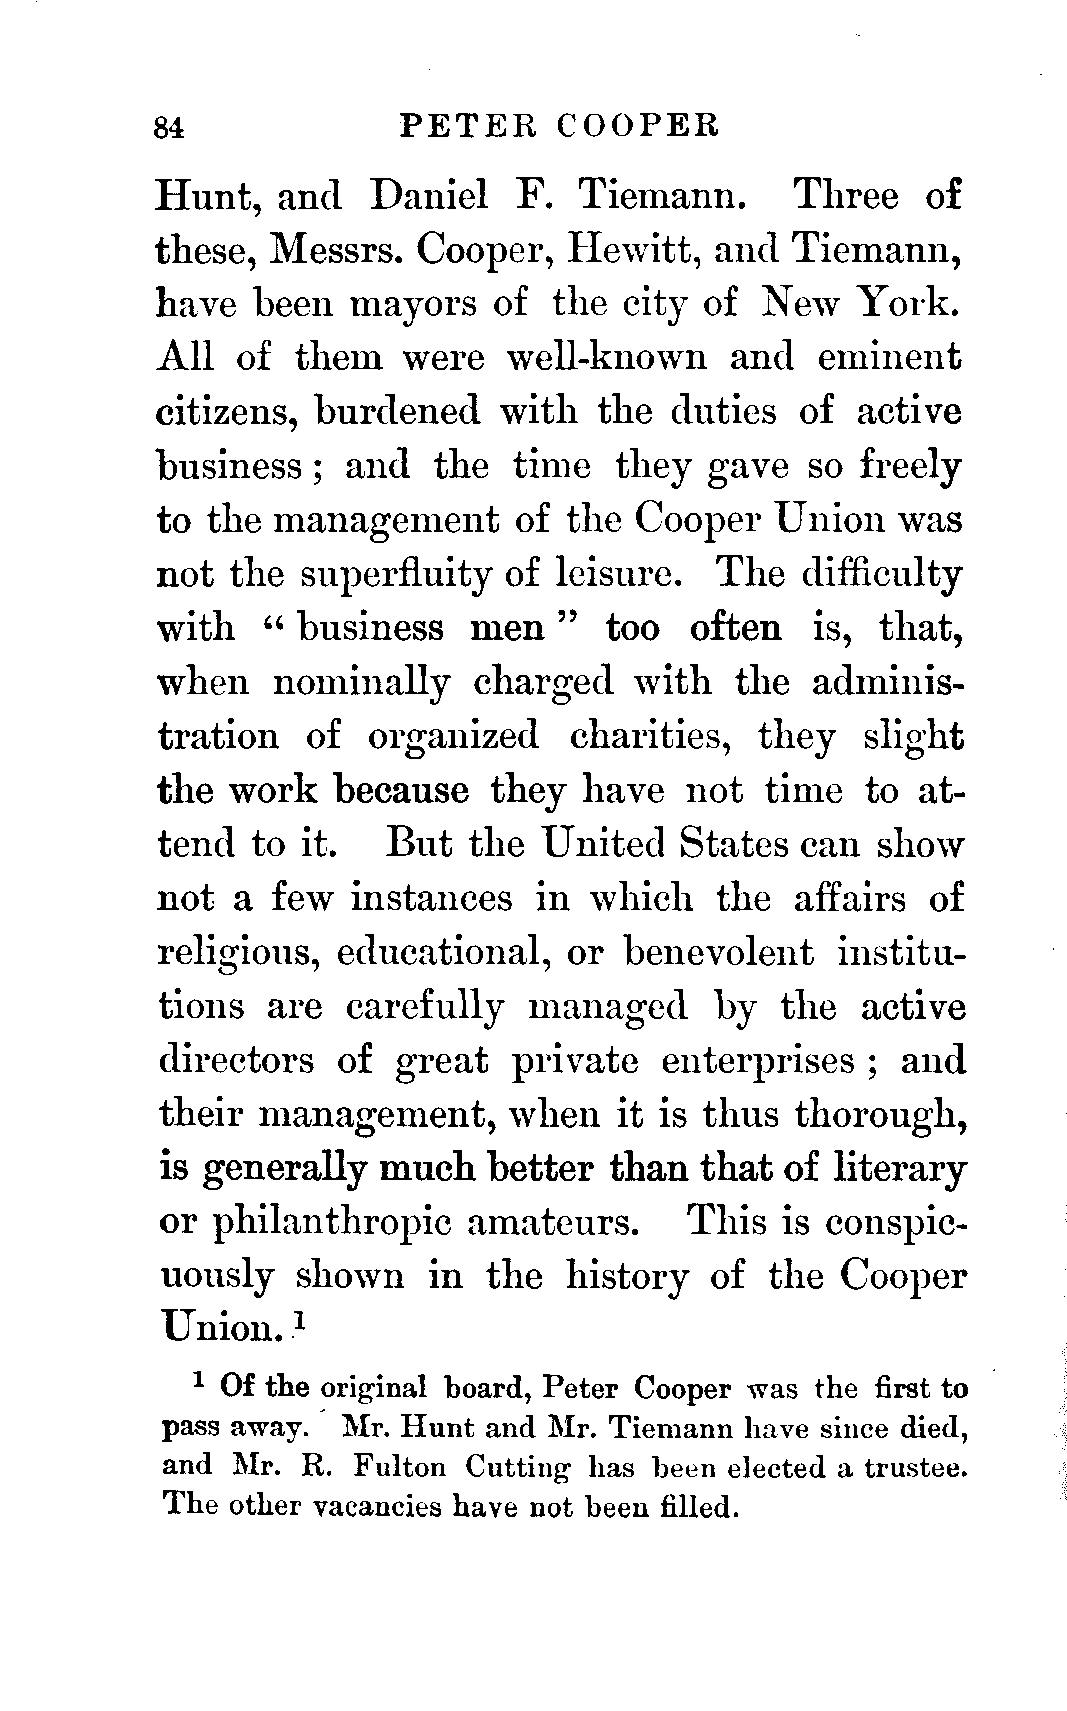 84 PETER COOPER
Hunt, and Daniel F. Tiemann. Three of
these, Messrs. Cooper, Hewitt, and Tiemann,
have been mayors of the city of New York.
All of them were well-known and eminent
citizens, burdened with the duties of active
business ; and the time they gave so freely
to the management of the Cooper Union was
not the superfluity of leisure. The difficulty
with “ business men ” too often is, that,
when nominally charged with the adminis-
tration of organized charities, they slight
the work because they have not time to at-
tend to it. But the United States can show
not a few instances in which the affairs of
religious, educational, or benevolent institu-
tions are carefully managed by the active
directors of great private enterprises ; and
their management, when it is thus thorough,
is generally much better than that of literary
or philanthropic amateurs. This is conspic-
uously shown in the history of the Cooper
Union.¹
¹ Of the original board, Peter Cooper was the first to
pass away. Mr. Hunt and Mr. Tiemann have since died,
and Mr. R. Fulton Cutting has been elected a trustee.
The other vacancies have not been filled.